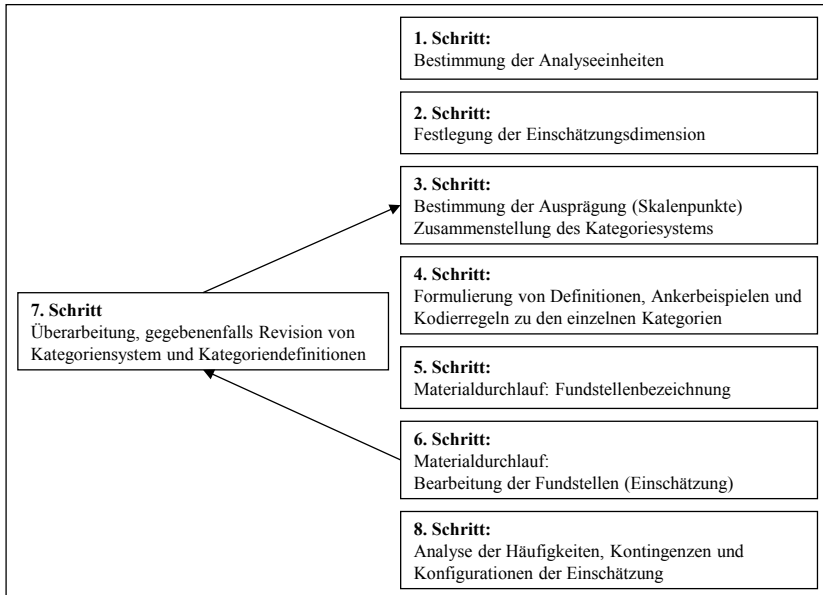 1. Schritt:
Bestimmung der Analyseeinheiten
2. Schritt:
Festlegung der Einschätzungsdimension
3. Schritt:
Bestimmung der Ausprägung (Skalenpunkte)
Zusammenstellung des Kategoriesystems
4. Schritt:
Formulierung von Definitionen, Ankerbeispielen und
Kodierregeln zu den einzelnen Kategorien
5. Schritt:
Materialdurchlauf: Fundstellenbezeichnung
6. Schritt:
Materialdurchlauf:
Bearbeitung der Fundstellen (Einschätzung)
7. Schritt
Überarbeitung, gegebenenfalls Revision von
Kategoriensystem und Kategoriendefinitionen
8. Schritt:
Analyse der Häufigkeiten, Kontingenzen und
Konfigurationen der Einschätzung